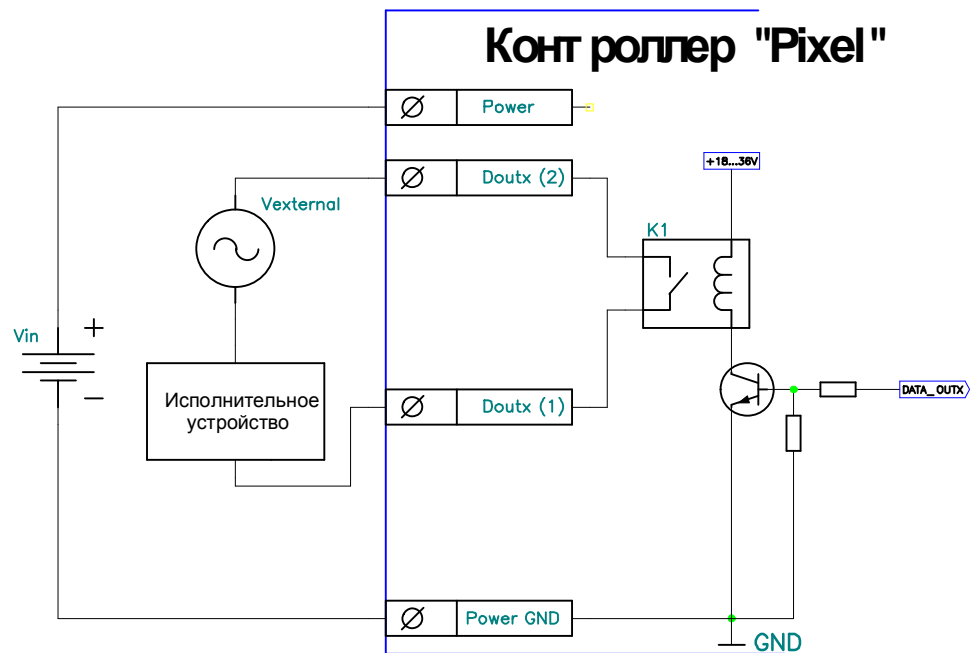 Контроллер "Pixel"
Power
Doutx (2)
+18...36V
Vexternal
K1
Vin
+
−
Исполнительное
устройство
Doutx (1)
DATA_OUTX
Power GND
GND